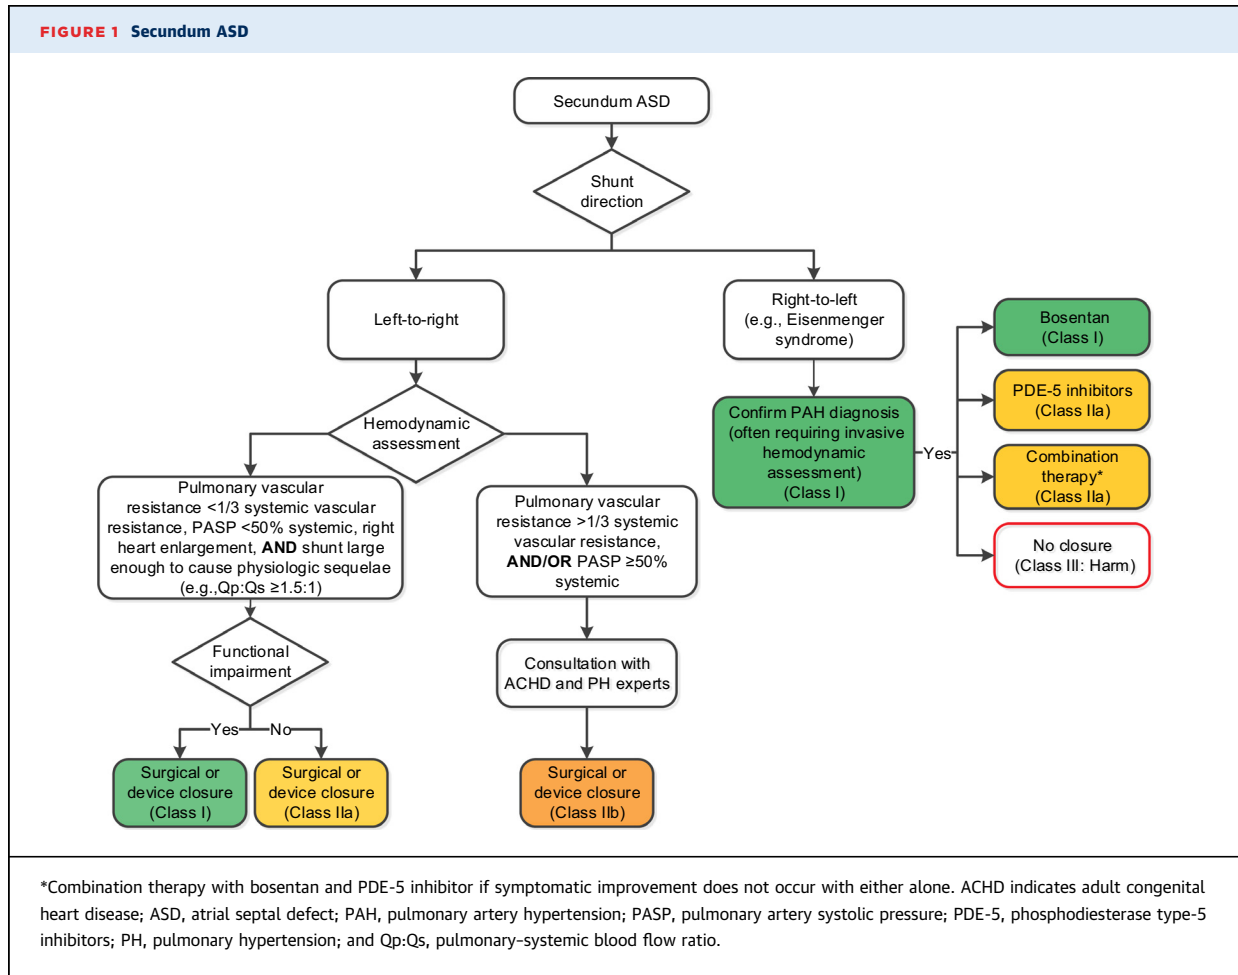 FIGURE 1 Secundum ASD
Secundum ASD
Shunt
direction
Left-to-right
Right-to-left
(e.g., Eisenmenger
syndrome)
Hemodynamic
assessment
Confirm PAH diagnosis
(often requiring invasive
hemodynamic
assessment)
(Class I)
Yes
Bosentan
(Class I)
PDE-5 inhibitors
(Class IIa)
Combination
therapy*
(Class IIa)
No closure
(Class III: Harm)
Pulmonary vascular
resistance <1/3 systemic vascular
resistance, PASP <50% systemic, right
heart enlargement, AND shunt large
enough to cause physiologic sequelae
(e.g.,Qp:Qs ≥1.5:1)
Pulmonary vascular
resistance >1/3 systemic
vascular resistance,
AND/OR PASP ≥50%
systemic
Functional
impairment
Consultation with
ACHD and PH experts
Yes
No
Surgical or
device closure
(Class I)
Surgical or
device closure
(Class IIa)
Surgical or
device closure
(Class IIb)
*Combination therapy with bosentan and PDE-5 inhibitor if symptomatic improvement does not occur with either alone. ACHD indicates adult congenital
heart disease; ASD, atrial septal defect; PAH, pulmonary artery hypertension; PASP, pulmonary artery systolic pressure; PDE-5, phosphodiesterase type-5
inhibitors; PH, pulmonary hypertension; and Qp:Qs, pulmonary-systemic blood flow ratio.